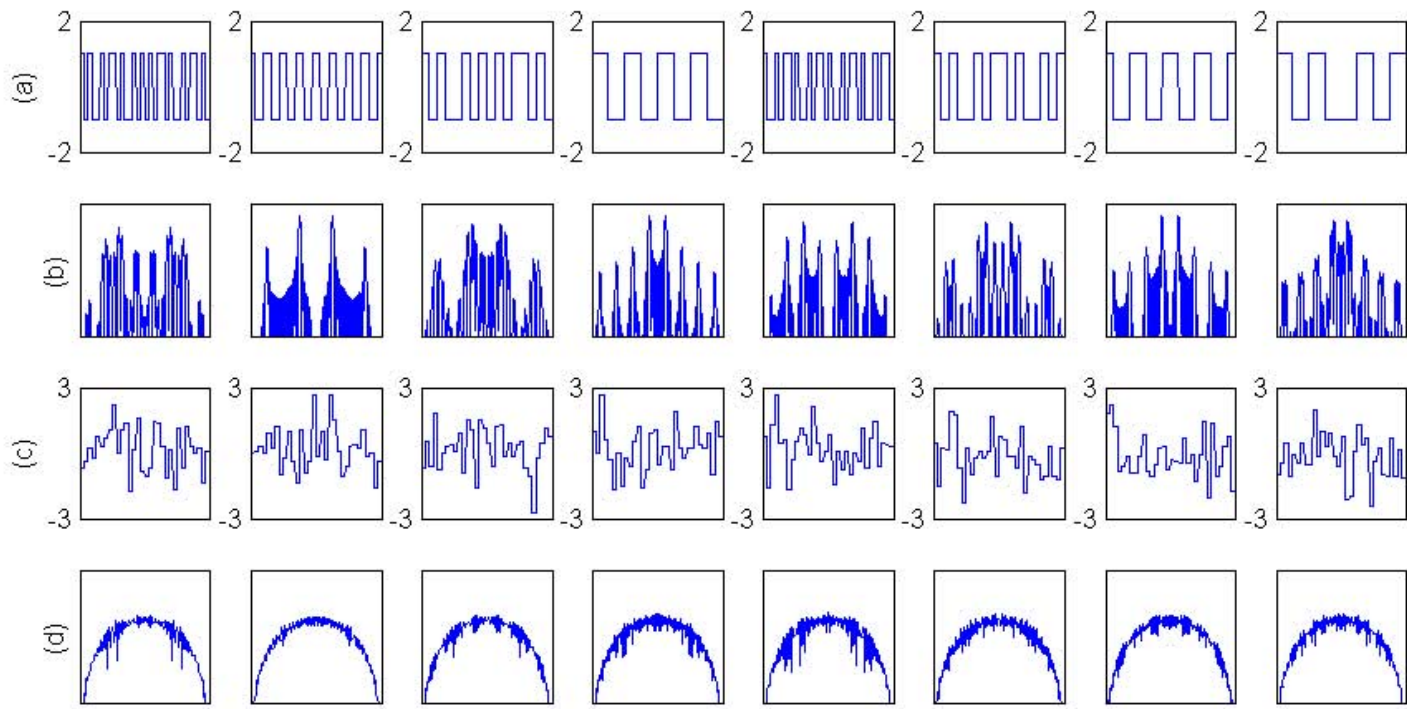 2 2 2 2 2 2 2 2
(a)
-2 -2 -2 -2 -2 -2 -2 -2
(b)
3 3 3 3 3 3 3 3
(c)
-3 -3 -3 -3 -3 -3 -3 -3
(d)